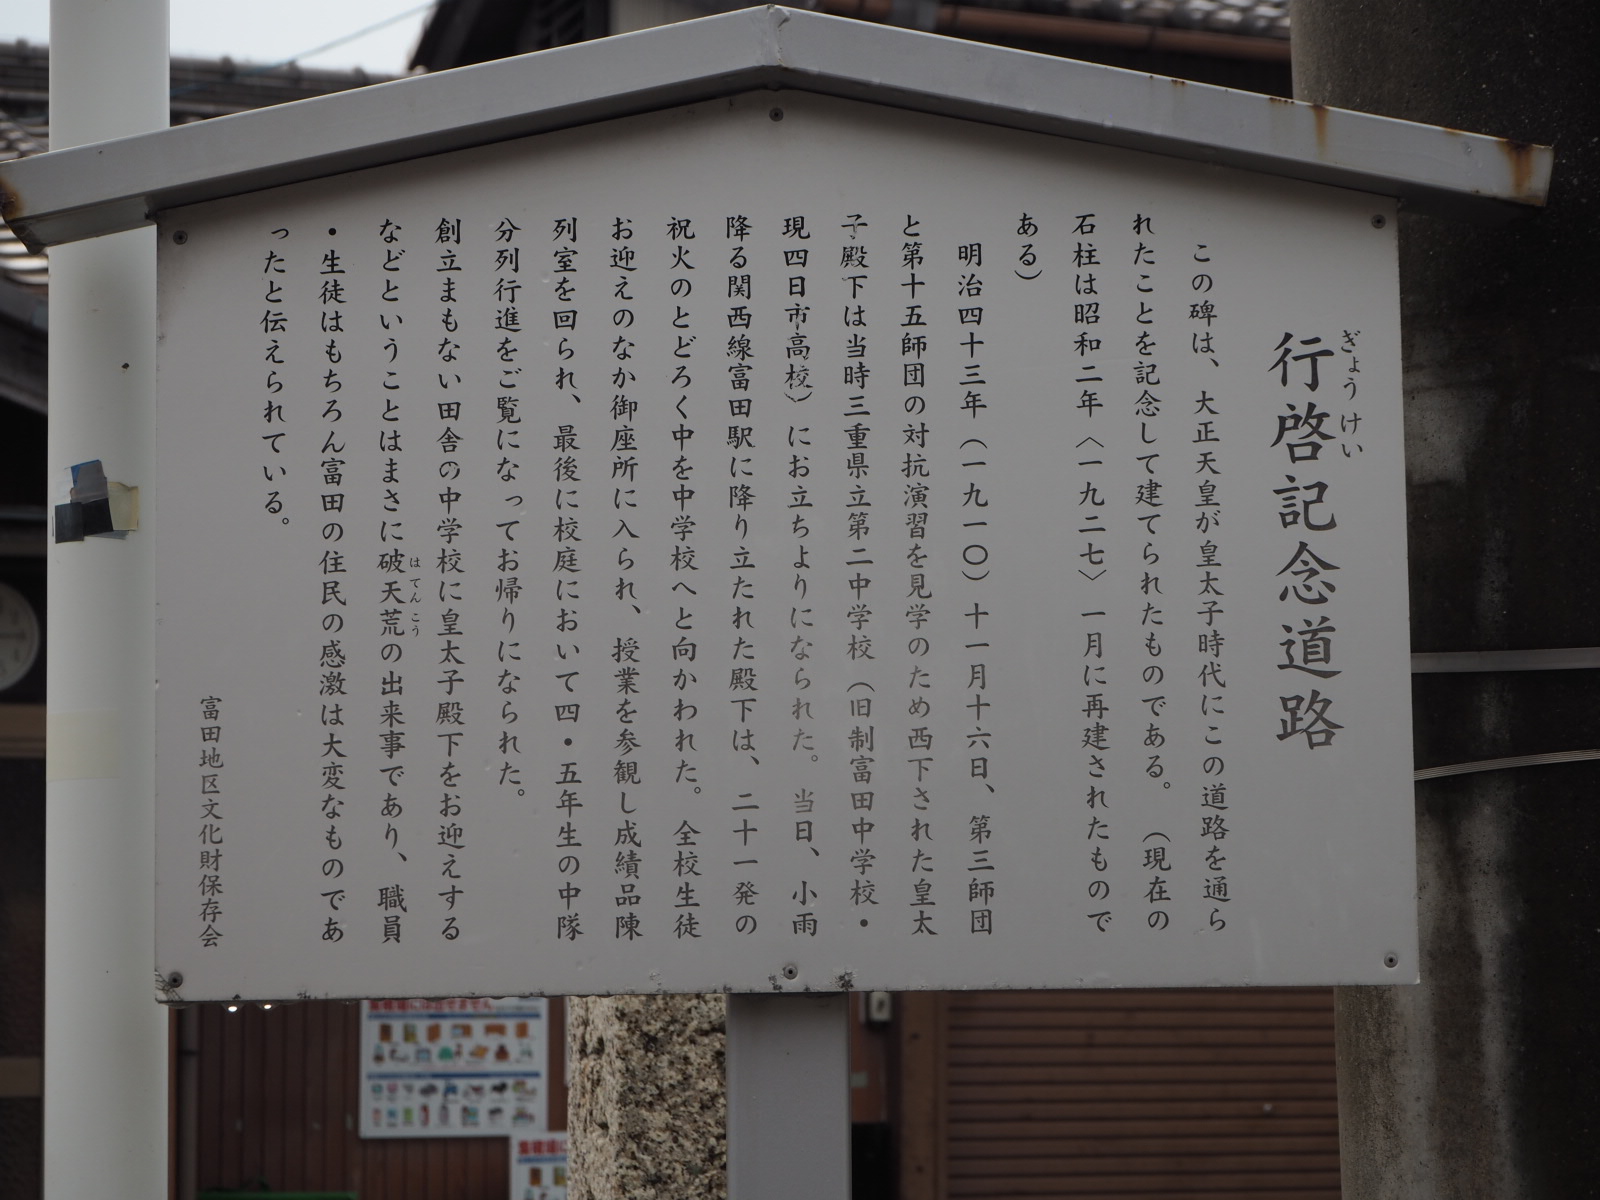 行啓記念道路
ぎょうけい
この碑は、大正天皇が皇太子時代にこの道路を通ら
れたことを記念して建てられたものである。(現在の
石柱は昭和二年〈一九二七〉一月に再建されたもので
ある)
明治四十三年(一九一〇)十一月十六日、第三師団
と第十五師団の対抗演習を見学のため西下された皇太
子殿下は当時三重県立第二中学校(旧制富田中学校・
現四日市高校)にお立ちよりになられた。当日、小雨
降る関西線富田駅に降り立たれた殿下は、二十一発の
祝火のとどろく中を中学校へと向かわれた。全校生徒
お迎えのなか御座所に入られ、授業を参観し成績品陳
列室を回られ、最後に校庭において四・五年生の中隊
分列行進をご覧になってお帰りになられた。
創立まもない田舎の中学校に皇太子殿下をお迎えする
などということはまさに破天荒の出来事であり、職員
はてんこう
・生徒はもちろん富田の住民の感激は大変なものであ
ったと伝えられている。
富田地区文化財保存会